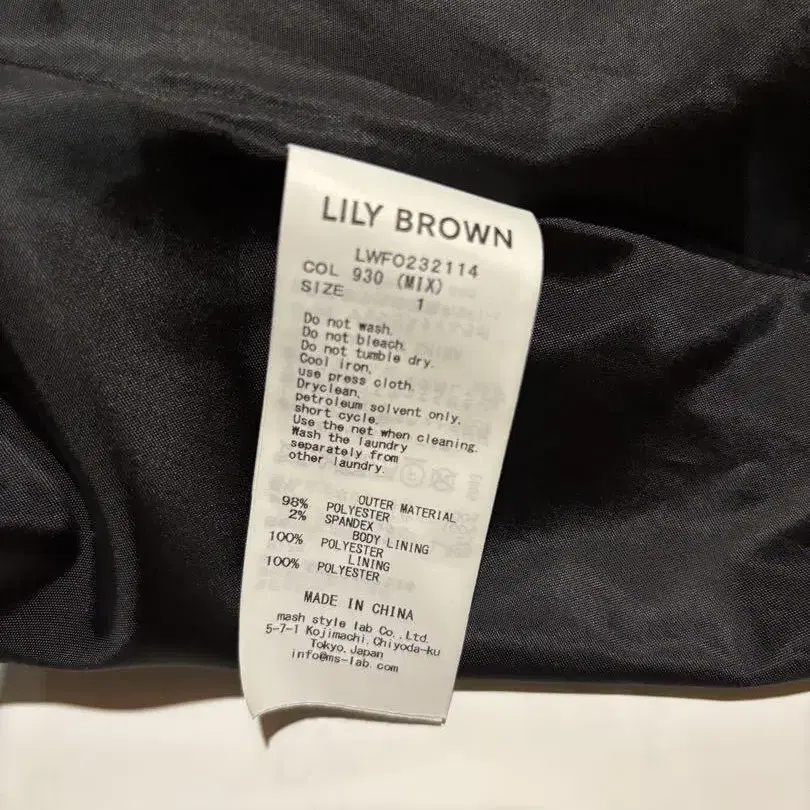 LILY BROWN
LWFO232114
COL 930 (MIX)
SIZE 1
Do not wash.
Do not bleach.
Do not tumble dry.
Cool iron,
use press cloth.
Dryclean,
petroleum solvent only,
short cycle.
Use the net when cleaning.
Wash the laundry
separately from
other laundry.
OUTER MATERIAL
98% POLYESTER
2% SPANDEX
BODY LINING
100% POLYESTER
LINING
100% POLYESTER
MADE IN CHINA
mash style lab Co., Ltd.
5-7-1 Kojimachi, Chiyoda-ku
Tokyo, Japan
info@ms-lab.com